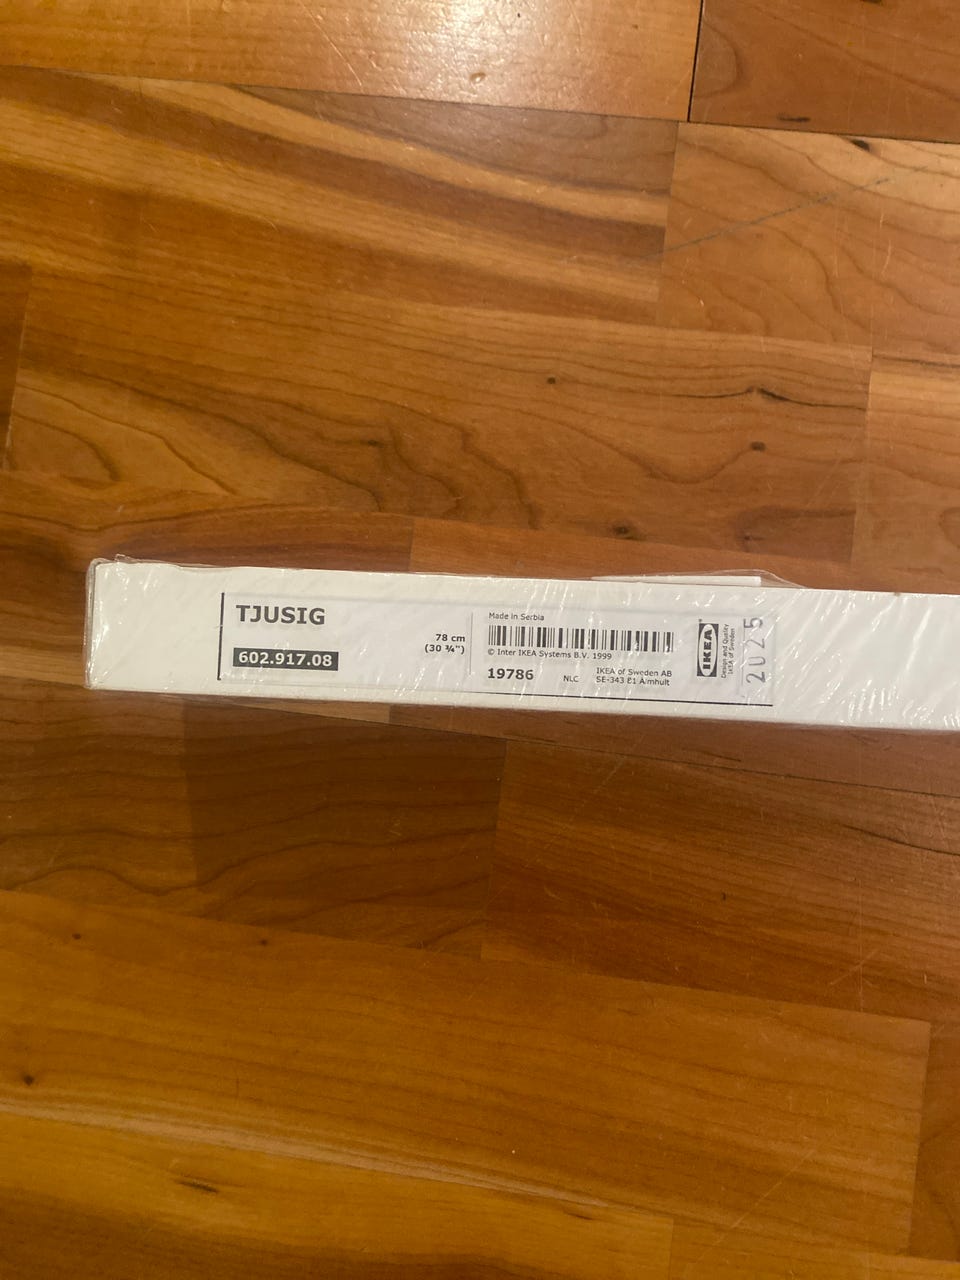 TJUSIG
602.917.08
78 cm
(30 ¾")
Made in Serbia
© Inter IKEA Systems B.V. 1999
19786
NLC
IKEA of Sweden AB
SE-343 81 Älmhult
IKEA
Design and Quality
IKEA of Sweden
2025